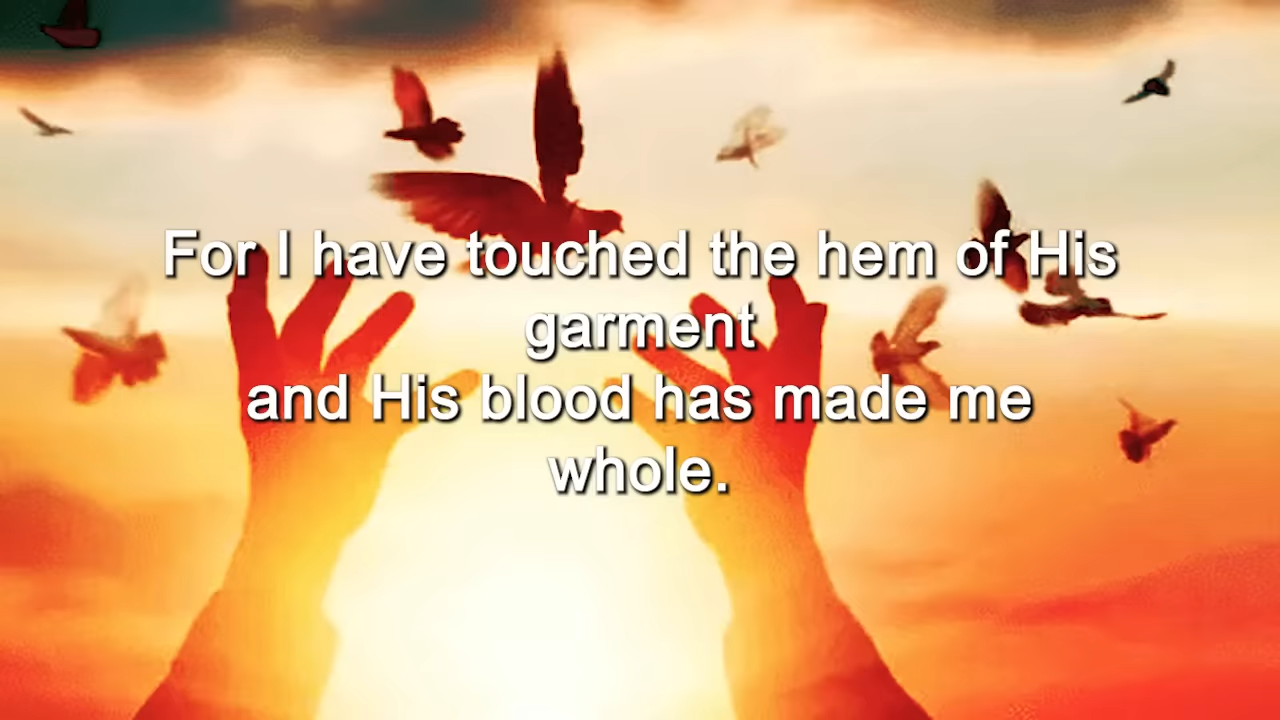 For I have touched the hem of His
garment
and His blood has made me
whole.